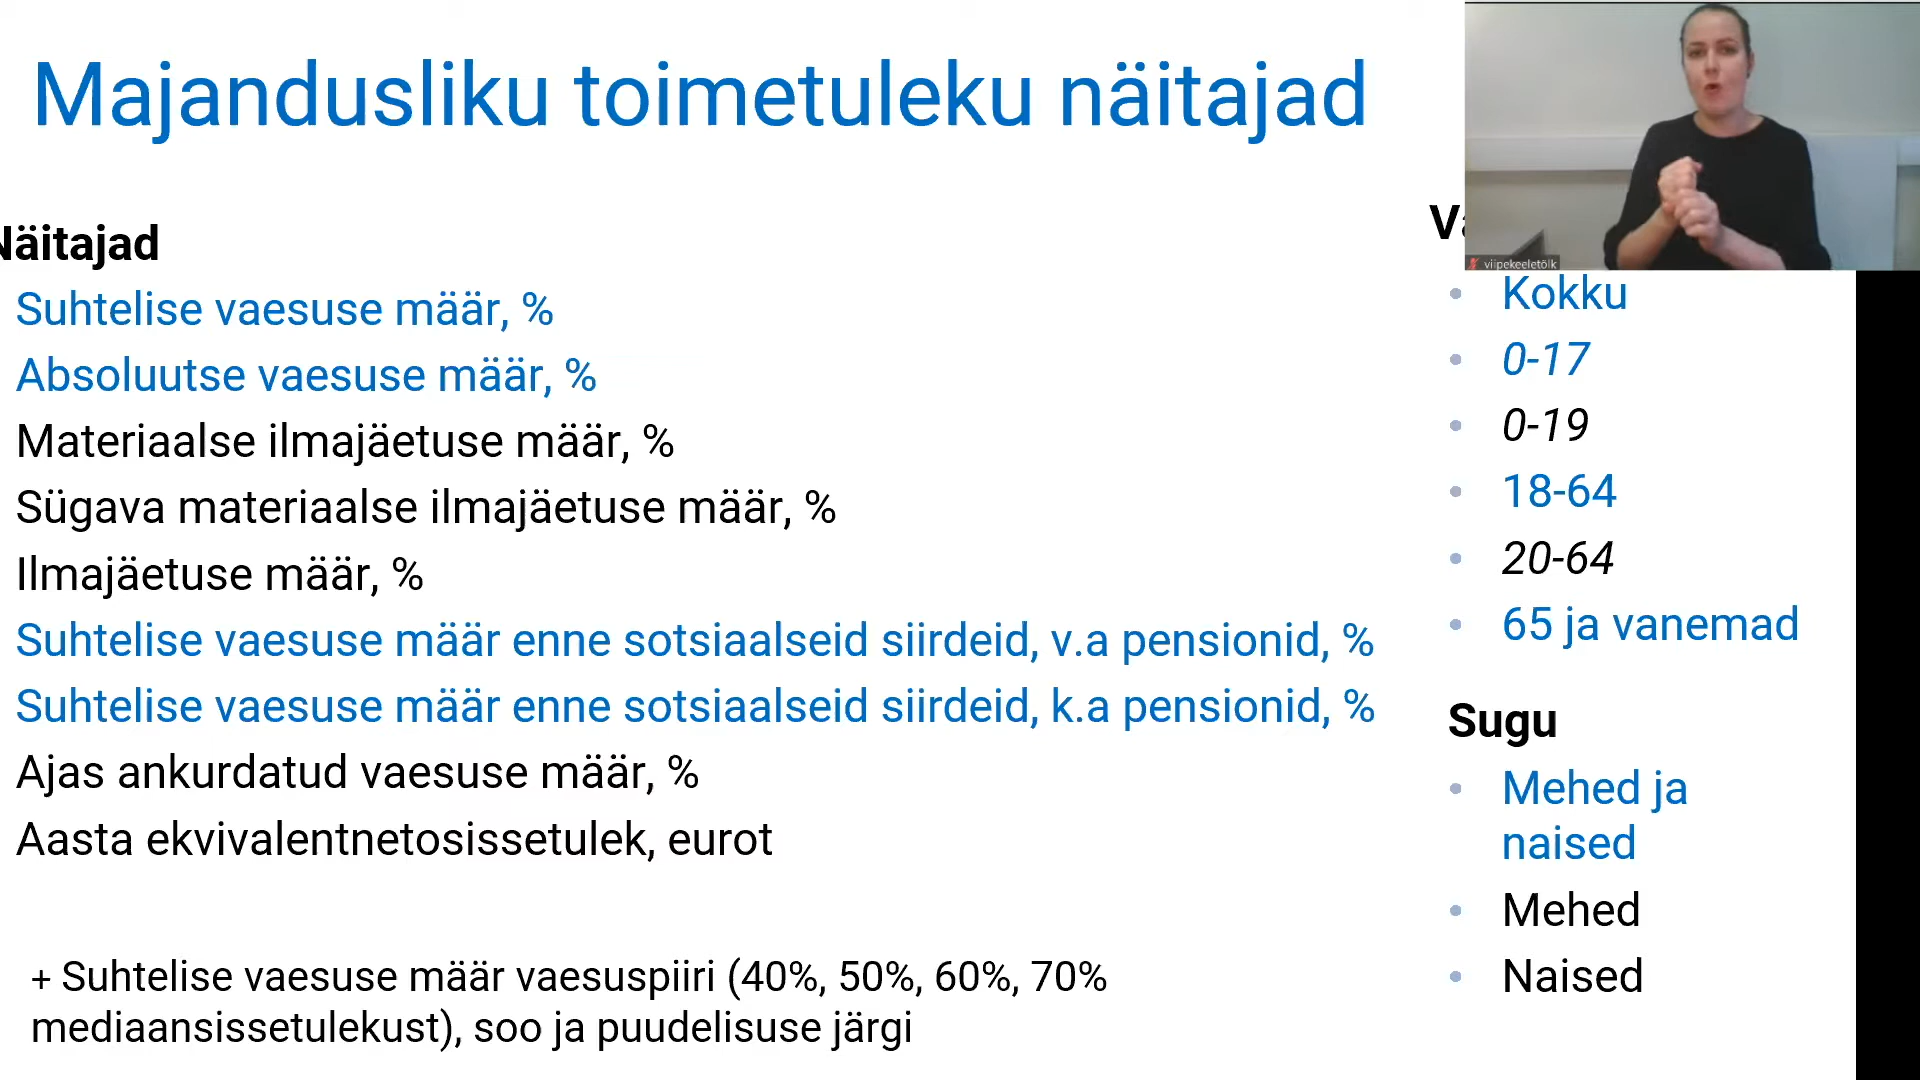 Majandusliku toimetuleku näitajad
Näitajad
Suhtelise vaesuse määr, %
Absoluutse vaesuse määr, %
Materiaalse ilmajäetuse määr, %
Sügava materiaalse ilmajäetuse määr, %
Ilmajäetuse määr, %
Suhtelise vaesuse määr enne sotsiaalseid siirdeid, v.a pensionid, %
Suhtelise vaesuse määr enne sotsiaalseid siirdeid, k.a pensionid, %
Ajas ankurdatud vaesuse määr, %
Aasta ekvivalentnetosissetulek, eurot
+ Suhtelise vaesuse määr vaesuspiiri (40%, 50%, 60%, 70%
mediaansissetulekust), soo ja puudelisuse järgi
viipekeeletõlk
Kokku
0-17
0-19
18-64
20-64
65 ja vanemad
Sugu
Mehed ja
naised
Mehed
Naised